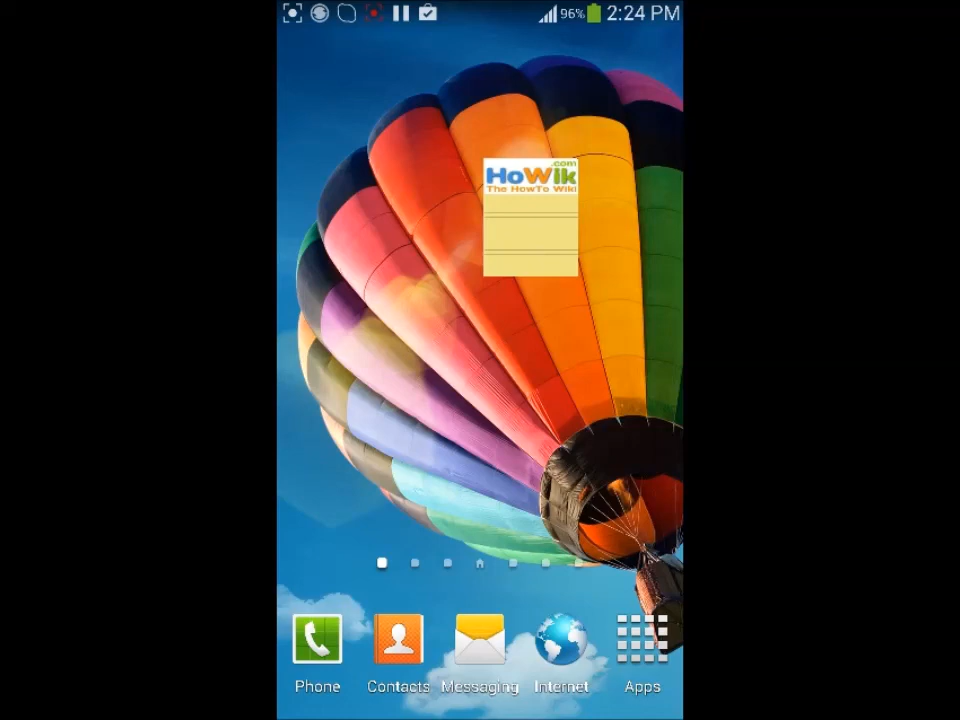 96% 2:24 PM
.com
HoWik
The HowTo Wiki
Phone Contacts Messaging Internet Apps